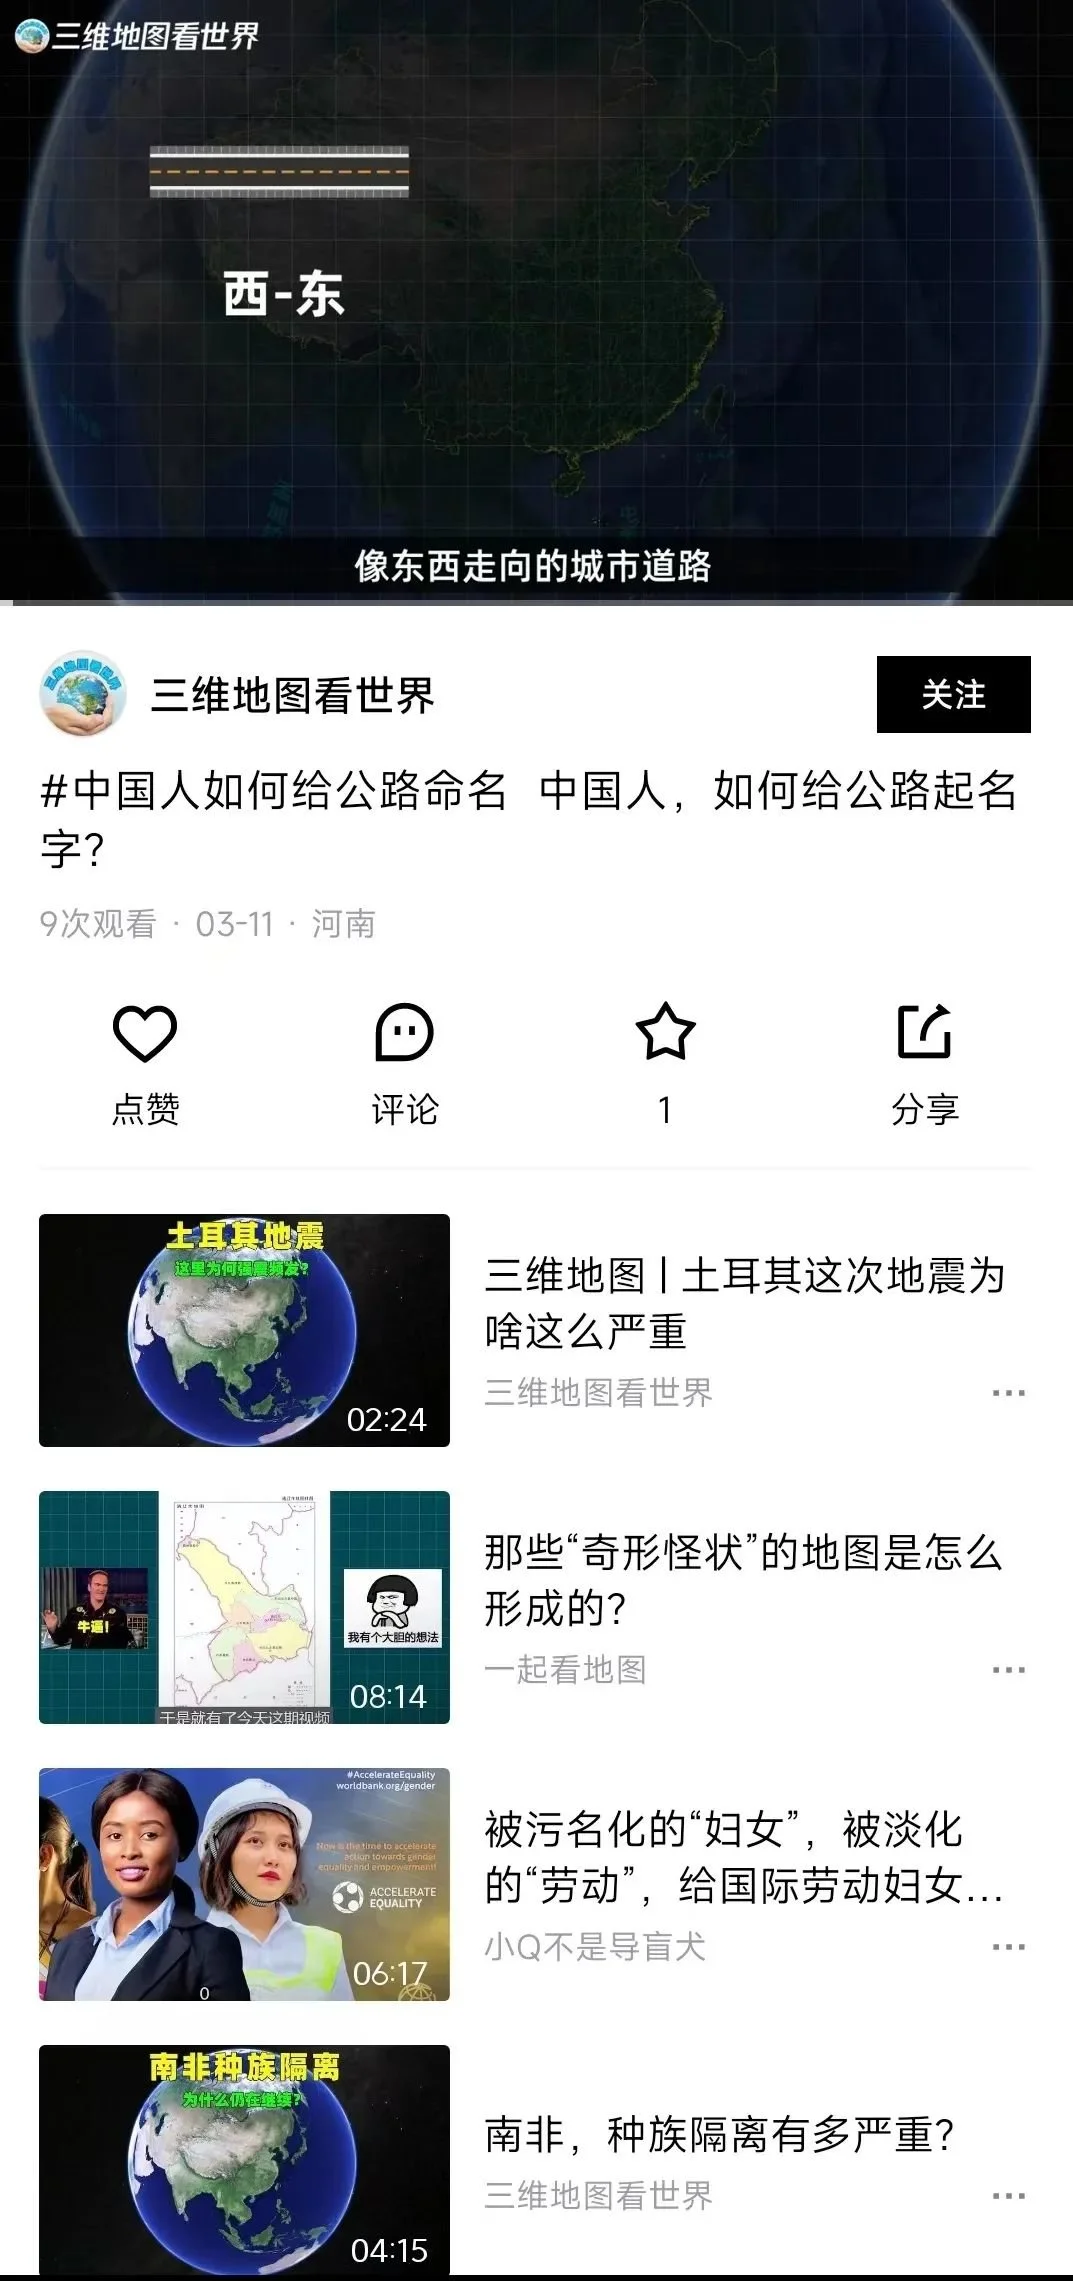 三维地图看世界
西-东
像东西走向的城市道路
三维地图看世界
三维地图看世界
关注
#中国人如何给公路命名 中国人，如何给公路起名
字？
9次观看 · 03-11 · 河南
点赞
评论
1
分享
土耳其地震
这里为何强震频发？
02:24
三维地图 | 土耳其这次地震为
啥这么严重
三维地图看世界
牛逼！
我有个大胆的想法
08:14
于是就有了今天这期视频
那些“奇形怪状”的地图是怎么
形成的？
一起看地图
#AccelerateEquality
worldbank.org/gender
Now is the time to accelerate
action towards gender
equality and empowerment!
ACCELERATE
EQUALITY
06:17
0
被污名化的“妇女”，被淡化
的“劳动”，给国际劳动妇女...
小Q不是导盲犬
南非种族隔离
为什么仍在继续？
04:15
南非，种族隔离有多严重？
三维地图看世界